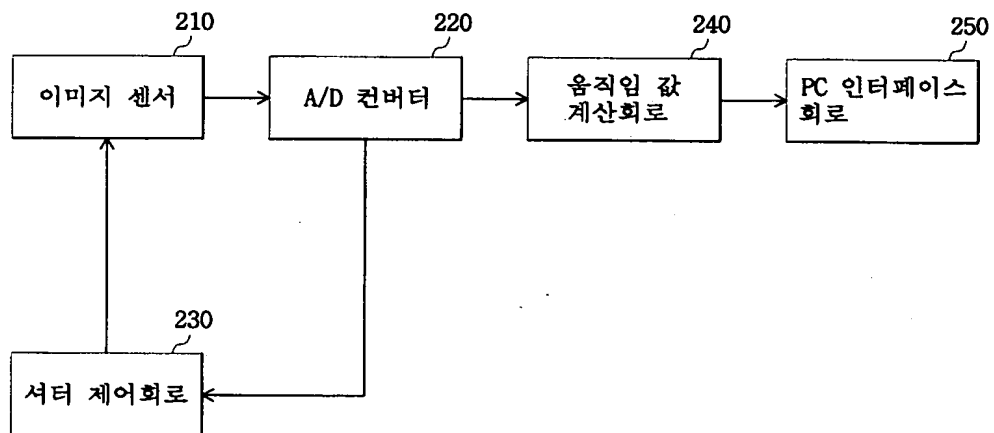 210
220
240
250
이미지 센서
A/D 컨버터
움직임 값
계산회로
PC 인터페이스
회로
230
셔터 제어회로